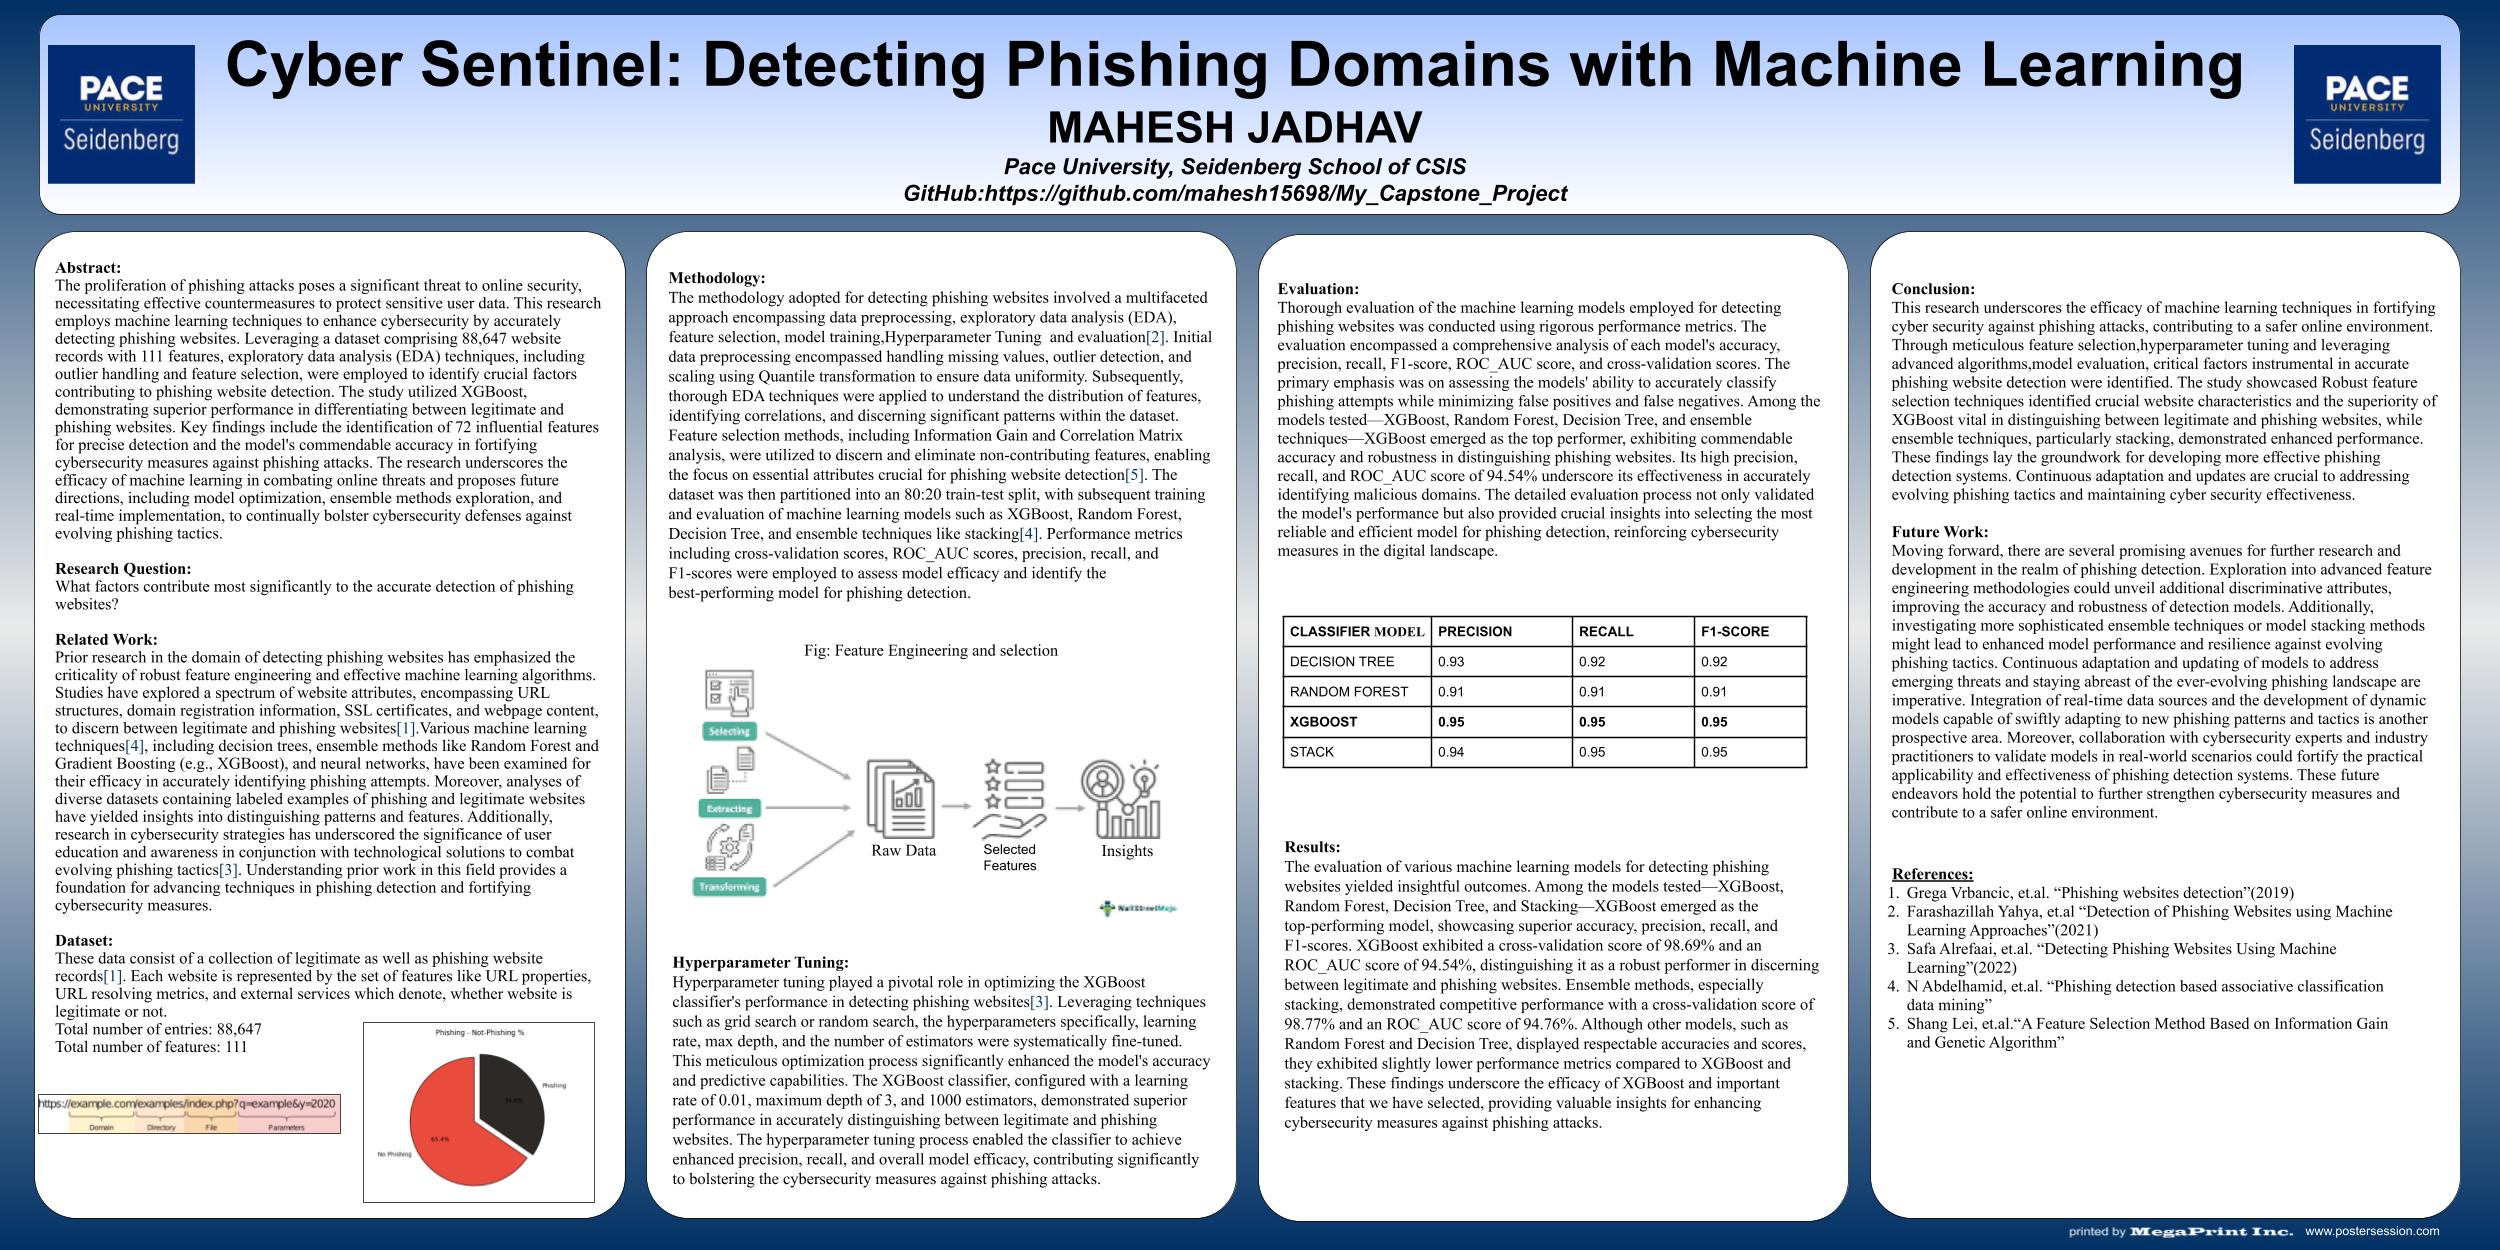 Cyber Sentinel: Detecting Phishing Domains with Machine Learning
MAHESH JADHAV
Pace University, Seidenberg School of CSIS
GitHub:https://github.com/mahesh15698/My_Capstone_Project
PACE
UNIVERSITY
Seidenberg
PACE
UNIVERSITY
Seidenberg
Abstract:
The proliferation of phishing attacks poses a significant threat to online security,
necessitating effective countermeasures to protect sensitive user data. This research
employs machine learning techniques to enhance cybersecurity by accurately
detecting phishing websites. Leveraging a dataset comprising 88,647 website
records with 111 features, exploratory data analysis (EDA) techniques, including
outlier handling and feature selection, were employed to identify crucial factors
contributing to phishing website detection. The study utilized XGBoost,
demonstrating superior performance in differentiating between legitimate and
phishing websites. Key findings include the identification of 72 influential features
for precise detection and the model's commendable accuracy in fortifying
cybersecurity measures against phishing attacks. The research underscores the
efficacy of machine learning in combating online threats and proposes future
directions, including model optimization, ensemble methods exploration, and
real-time implementation, to continually bolster cybersecurity defenses against
evolving phishing tactics.
Research Question:
What factors contribute most significantly to the accurate detection of phishing
websites?
Related Work:
Prior research in the domain of detecting phishing websites has emphasized the
criticality of robust feature engineering and effective machine learning algorithms.
Studies have explored a spectrum of website attributes, encompassing URL
structures, domain registration information, SSL certificates, and webpage content,
to discern between legitimate and phishing websites[1].Various machine learning
techniques[4], including decision trees, ensemble methods like Random Forest and
Gradient Boosting (e.g., XGBoost), and neural networks, have been examined for
their efficacy in accurately identifying phishing attempts. Moreover, analyses of
diverse datasets containing labeled examples of phishing and legitimate websites
have yielded insights into distinguishing patterns and features. Additionally,
research in cybersecurity strategies has underscored the significance of user
education and awareness in conjunction with technological solutions to combat
evolving phishing tactics[3]. Understanding prior work in this field provides a
foundation for advancing techniques in phishing detection and fortifying
cybersecurity measures.
Dataset:
These data consist of a collection of legitimate as well as phishing website
records[1]. Each website is represented by the set of features like URL properties,
URL resolving metrics, and external services which denote, whether website is
legitimate or not.
Total number of entries: 88,647
Total number of features: 111
https://example.com/examples/index.php?q=example&y=2020
Domain Directory File Parameters
Phishing - Not-Phishing %
Phishing
34.6%
65.4%
No Phishing
Methodology:
The methodology adopted for detecting phishing websites involved a multifaceted
approach encompassing data preprocessing, exploratory data analysis (EDA),
feature selection, model training,Hyperparameter Tuning and evaluation[2]. Initial
data preprocessing encompassed handling missing values, outlier detection, and
scaling using Quantile transformation to ensure data uniformity. Subsequently,
thorough EDA techniques were applied to understand the distribution of features,
identifying correlations, and discerning significant patterns within the dataset.
Feature selection methods, including Information Gain and Correlation Matrix
analysis, were utilized to discern and eliminate non-contributing features, enabling
the focus on essential attributes crucial for phishing website detection[5]. The
dataset was then partitioned into an 80:20 train-test split, with subsequent training
and evaluation of machine learning models such as XGBoost, Random Forest,
Decision Tree, and ensemble techniques like stacking[4]. Performance metrics
including cross-validation scores, ROC_AUC scores, precision, recall, and
F1-scores were employed to assess model efficacy and identify the
best-performing model for phishing detection.
Fig: Feature Engineering and selection
Selecting
Extracting
Transforming
Raw Data
Selected
Features
Insights
WallStreetMojo
Hyperparameter Tuning:
Hyperparameter tuning played a pivotal role in optimizing the XGBoost
classifier's performance in detecting phishing websites[3]. Leveraging techniques
such as grid search or random search, the hyperparameters specifically, learning
rate, max depth, and the number of estimators were systematically fine-tuned.
This meticulous optimization process significantly enhanced the model's accuracy
and predictive capabilities. The XGBoost classifier, configured with a learning
rate of 0.01, maximum depth of 3, and 1000 estimators, demonstrated superior
performance in accurately distinguishing between legitimate and phishing
websites. The hyperparameter tuning process enabled the classifier to achieve
enhanced precision, recall, and overall model efficacy, contributing significantly
to bolstering the cybersecurity measures against phishing attacks.
Evaluation:
Thorough evaluation of the machine learning models employed for detecting
phishing websites was conducted using rigorous performance metrics. The
evaluation encompassed a comprehensive analysis of each model's accuracy,
precision, recall, F1-score, ROC_AUC score, and cross-validation scores. The
primary emphasis was on assessing the models' ability to accurately classify
phishing attempts while minimizing false positives and false negatives. Among the
models tested—XGBoost, Random Forest, Decision Tree, and ensemble
techniques—XGBoost emerged as the top performer, exhibiting commendable
accuracy and robustness in distinguishing phishing websites. Its high precision,
recall, and ROC_AUC score of 94.54% underscore its effectiveness in accurately
identifying malicious domains. The detailed evaluation process not only validated
the model's performance but also provided crucial insights into selecting the most
reliable and efficient model for phishing detection, reinforcing cybersecurity
measures in the digital landscape.
CLASSIFIER MODEL PRECISION RECALL F1-SCORE
DECISION TREE 0.93 0.92 0.92
RANDOM FOREST 0.91 0.91 0.91
XGBOOST 0.95 0.95 0.95
STACK 0.94 0.95 0.95
Results:
The evaluation of various machine learning models for detecting phishing
websites yielded insightful outcomes. Among the models tested—XGBoost,
Random Forest, Decision Tree, and Stacking—XGBoost emerged as the
top-performing model, showcasing superior accuracy, precision, recall, and
F1-scores. XGBoost exhibited a cross-validation score of 98.69% and an
ROC_AUC score of 94.54%, distinguishing it as a robust performer in discerning
between legitimate and phishing websites. Ensemble methods, especially
stacking, demonstrated competitive performance with a cross-validation score of
98.77% and an ROC_AUC score of 94.76%. Although other models, such as
Random Forest and Decision Tree, displayed respectable accuracies and scores,
they exhibited slightly lower performance metrics compared to XGBoost and
stacking. These findings underscore the efficacy of XGBoost and important
features that we have selected, providing valuable insights for enhancing
cybersecurity measures against phishing attacks.
Conclusion:
This research underscores the efficacy of machine learning techniques in fortifying
cyber security against phishing attacks, contributing to a safer online environment.
Through meticulous feature selection,hyperparameter tuning and leveraging
advanced algorithms,model evaluation, critical factors instrumental in accurate
phishing website detection were identified. The study showcased Robust feature
selection techniques identified crucial website characteristics and the superiority of
XGBoost vital in distinguishing between legitimate and phishing websites, while
ensemble techniques, particularly stacking, demonstrated enhanced performance.
These findings lay the groundwork for developing more effective phishing
detection systems. Continuous adaptation and updates are crucial to addressing
evolving phishing tactics and maintaining cyber security effectiveness.
Future Work:
Moving forward, there are several promising avenues for further research and
development in the realm of phishing detection. Exploration into advanced feature
engineering methodologies could unveil additional discriminative attributes,
improving the accuracy and robustness of detection models. Additionally,
investigating more sophisticated ensemble techniques or model stacking methods
might lead to enhanced model performance and resilience against evolving
phishing tactics. Continuous adaptation and updating of models to address
emerging threats and staying abreast of the ever-evolving phishing landscape are
imperative. Integration of real-time data sources and the development of dynamic
models capable of swiftly adapting to new phishing patterns and tactics is another
prospective area. Moreover, collaboration with cybersecurity experts and industry
practitioners to validate models in real-world scenarios could fortify the practical
applicability and effectiveness of phishing detection systems. These future
endeavors hold the potential to further strengthen cybersecurity measures and
contribute to a safer online environment.
References:
1. Grega Vrbancic, et.al. “Phishing websites detection”(2019)
2. Farashazillah Yahya, et.al “Detection of Phishing Websites using Machine
Learning Approaches”(2021)
3. Safa Alrefaai, et.al. “Detecting Phishing Websites Using Machine
Learning”(2022)
4. N Abdelhamid, et.al. “Phishing detection based associative classification
data mining”
5. Shang Lei, et.al.“A Feature Selection Method Based on Information Gain
and Genetic Algorithm”
printed by MegaPrint Inc. www.postersession.com